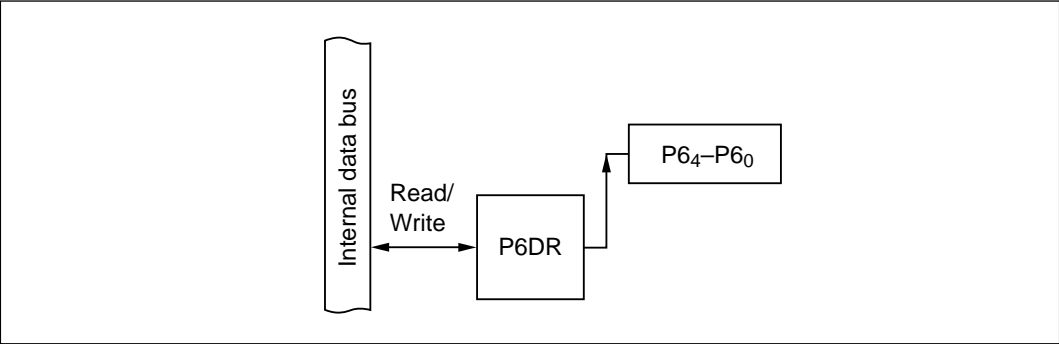 Internal data bus
Read/
Write
P6DR
P6₄–P6₀